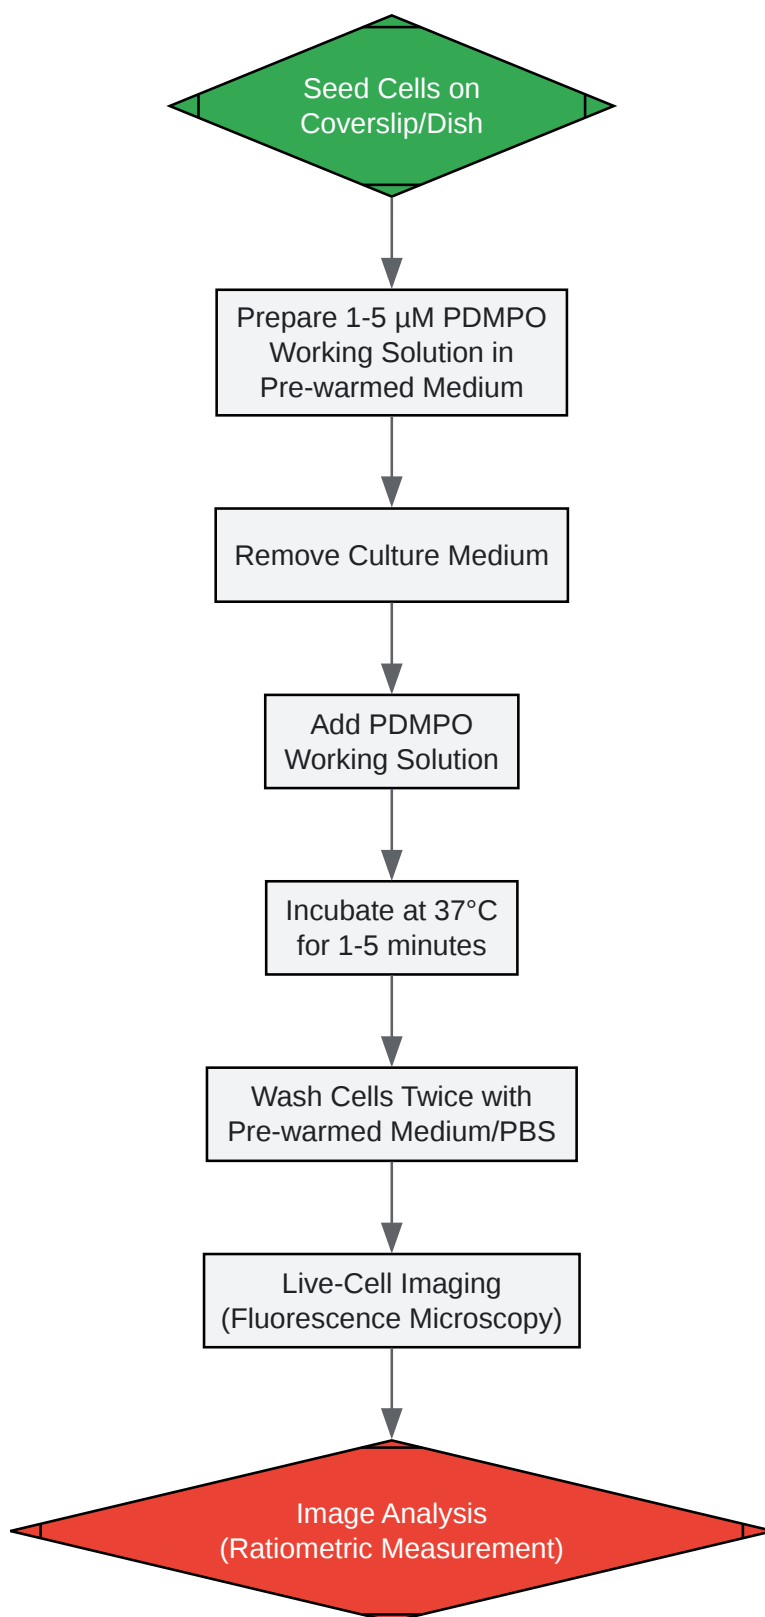 Seed Cells on
Coverslip/Dish
Prepare 1-5 µM PDMPO
Working Solution in
Pre-warmed Medium
Remove Culture Medium
Add PDMPO
Working Solution
Incubate at 37°C
for 1-5 minutes
Wash Cells Twice with
Pre-warmed Medium/PBS
Live-Cell Imaging
(Fluorescence Microscopy)
Image Analysis
(Ratiometric Measurement)